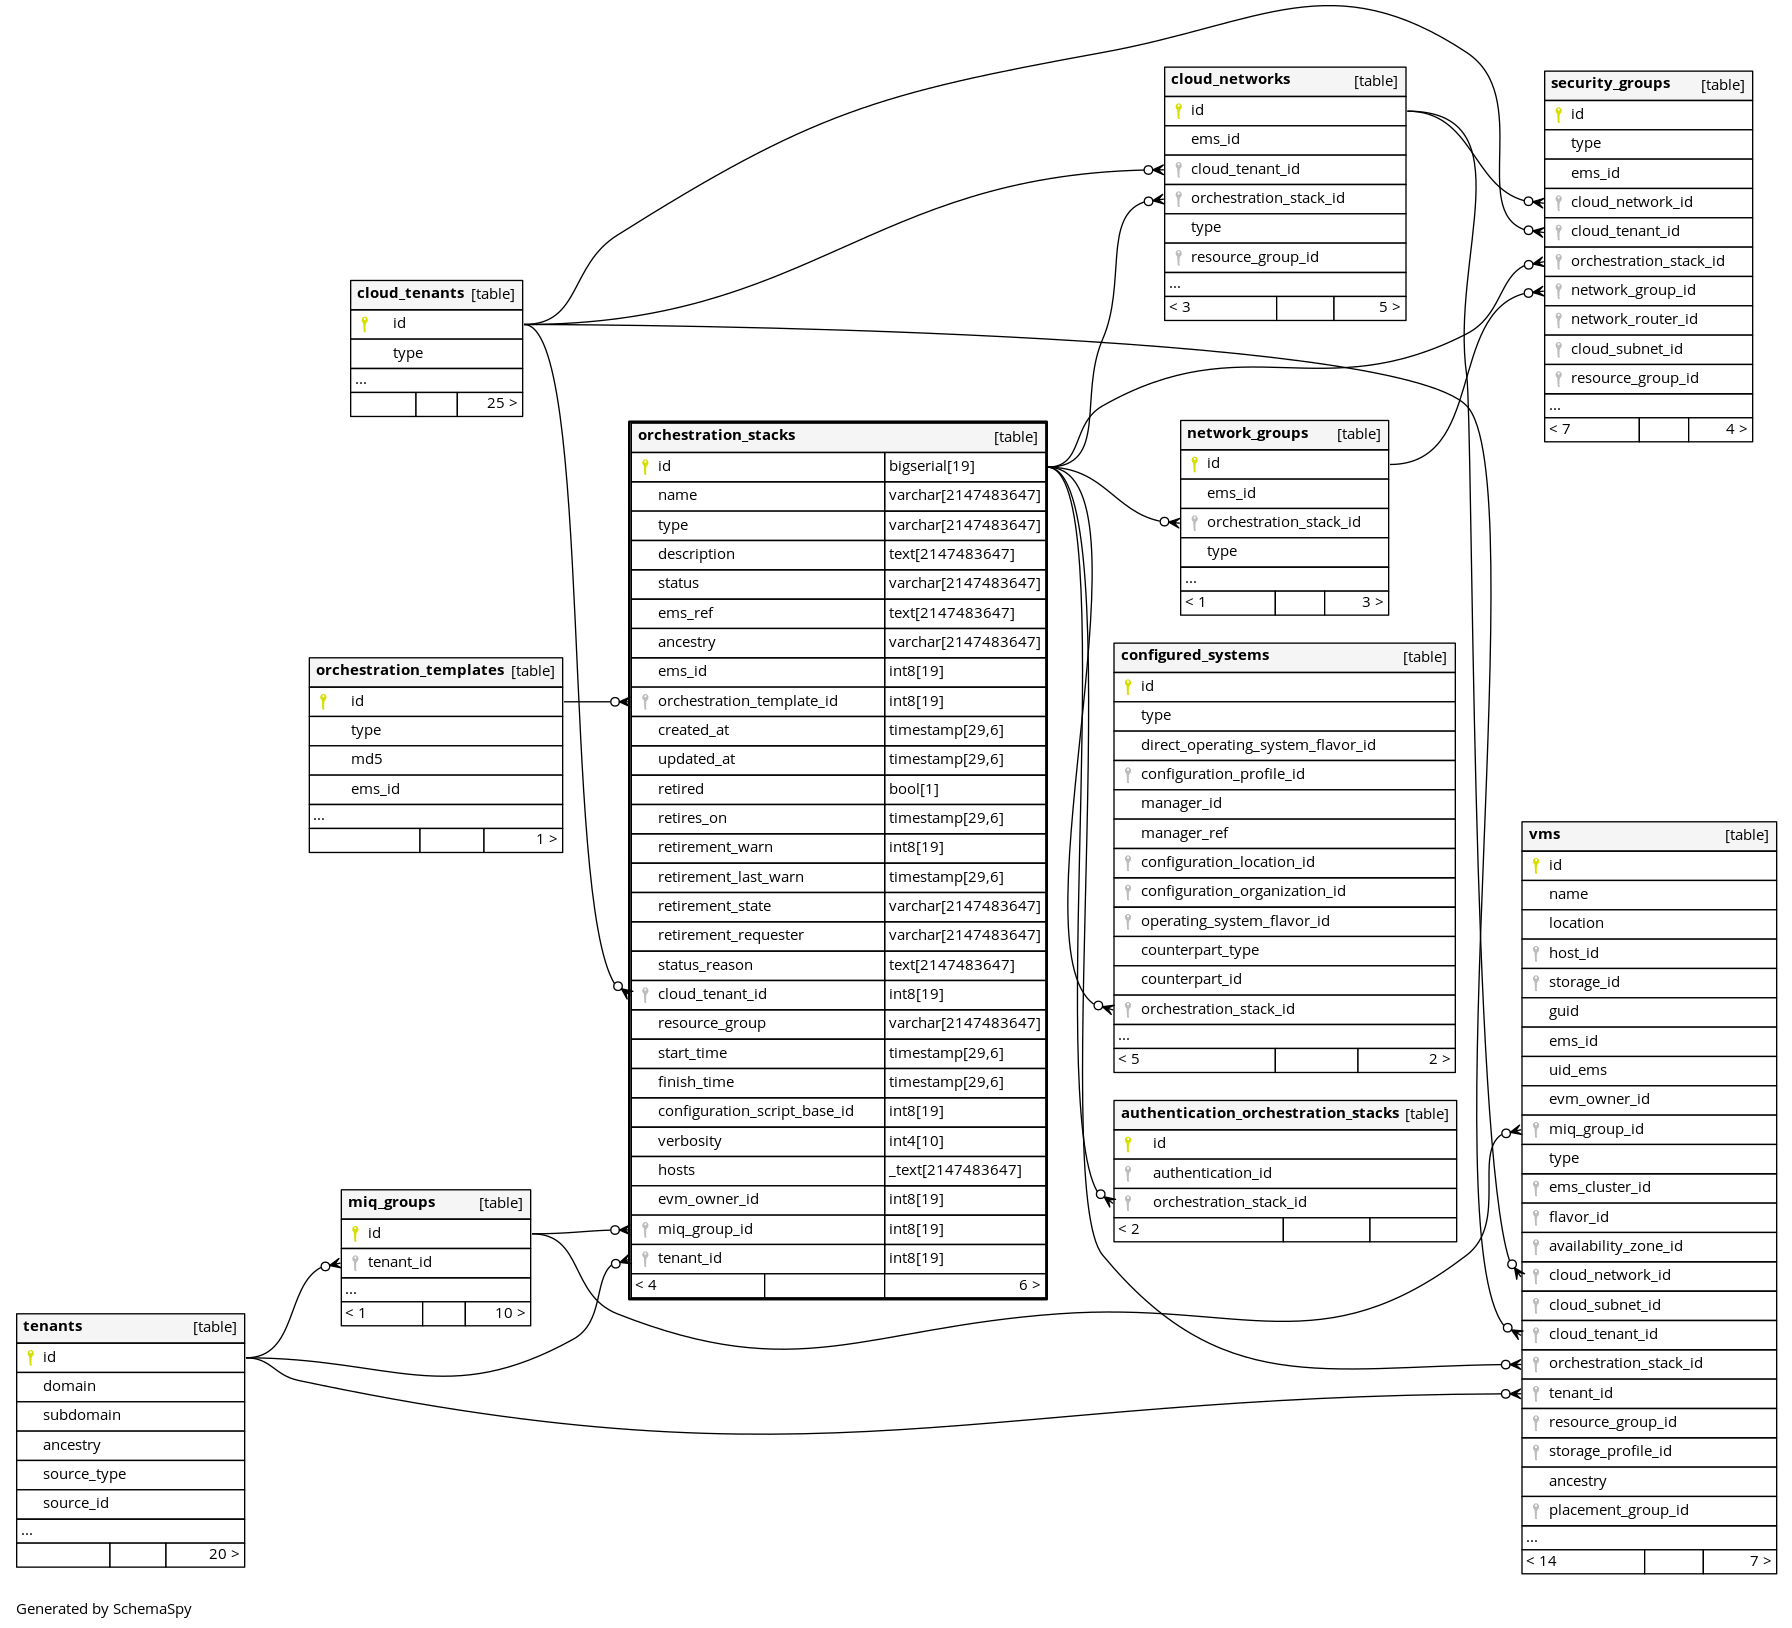 cloud_networks [table]
id
ems_id
cloud_tenant_id
orchestration_stack_id
type
resource_group_id
...
< 3 5 >
security_groups [table]
id
type
ems_id
cloud_network_id
cloud_tenant_id
orchestration_stack_id
network_group_id
network_router_id
cloud_subnet_id
resource_group_id
...
< 7 4 >
cloud_tenants [table]
id
type
...
25 >
orchestration_stacks [table]
id bigserial[19]
name varchar[2147483647]
type varchar[2147483647]
description text[2147483647]
status varchar[2147483647]
ems_ref text[2147483647]
ancestry varchar[2147483647]
ems_id int8[19]
orchestration_template_id int8[19]
created_at timestamp[29,6]
updated_at timestamp[29,6]
retired bool[1]
retires_on timestamp[29,6]
retirement_warn int8[19]
retirement_last_warn timestamp[29,6]
retirement_state varchar[2147483647]
retirement_requester varchar[2147483647]
status_reason text[2147483647]
cloud_tenant_id int8[19]
resource_group varchar[2147483647]
start_time timestamp[29,6]
finish_time timestamp[29,6]
configuration_script_base_id int8[19]
verbosity int4[10]
hosts _text[2147483647]
evm_owner_id int8[19]
miq_group_id int8[19]
tenant_id int8[19]
< 4 6 >
network_groups [table]
id
ems_id
orchestration_stack_id
type
...
< 1 3 >
orchestration_templates [table]
id
type
md5
ems_id
...
1 >
configured_systems [table]
id
type
direct_operating_system_flavor_id
configuration_profile_id
manager_id
manager_ref
configuration_location_id
configuration_organization_id
operating_system_flavor_id
counterpart_type
counterpart_id
orchestration_stack_id
...
< 5 2 >
vms [table]
id
name
location
host_id
storage_id
guid
ems_id
uid_ems
evm_owner_id
miq_group_id
type
ems_cluster_id
flavor_id
availability_zone_id
cloud_network_id
cloud_subnet_id
cloud_tenant_id
orchestration_stack_id
tenant_id
resource_group_id
storage_profile_id
ancestry
placement_group_id
...
< 14 7 >
authentication_orchestration_stacks [table]
id
authentication_id
orchestration_stack_id
< 2
miq_groups [table]
id
tenant_id
...
< 1 10 >
tenants [table]
id
domain
subdomain
ancestry
source_type
source_id
...
20 >
Generated by SchemaSpy